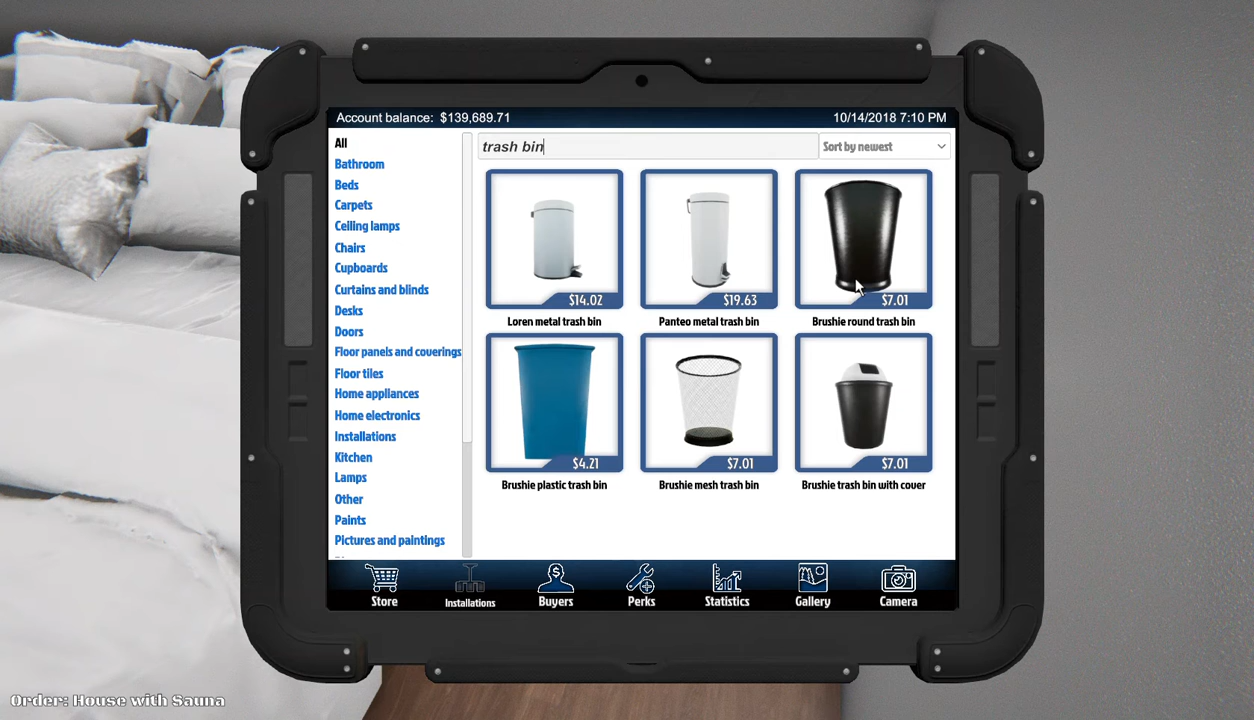 Account balance: $139,689.71
10/14/2018 7:10 PM
All
Bathroom
Beds
Carpets
Ceiling lamps
Chairs
Cupboards
Curtains and blinds
Desks
Doors
Floor panels and coverings
Floor tiles
Home appliances
Home electronics
Installations
Kitchen
Lamps
Other
Paints
Pictures and paintings
trash bin
Sort by newest
$14.02
$19.63
$7.01
Loren metal trash bin
Panteo metal trash bin
Brushie round trash bin
$4.21
$7.01
$7.01
Brushie plastic trash bin
Brushie mesh trash bin
Brushie trash bin with cover
Store
Installations
Buyers
Perks
Statistics
Gallery
Camera
Order: House with Sauna